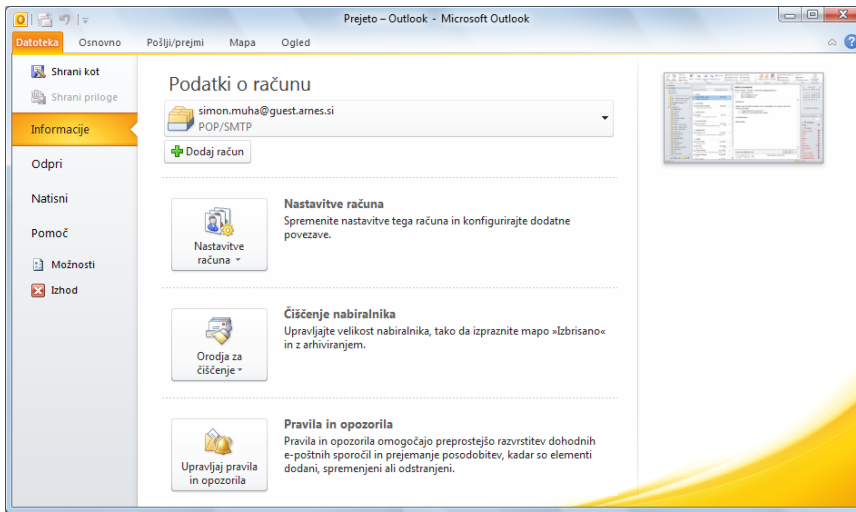 Prejeto – Outlook - Microsoft Outlook
Datoteka Osnovno Pošlji/prejmi Mapa Ogled
Shrani kot
Shrani priloge
Informacije
Odpri
Natisni
Pomoč
Možnosti
Izhod
Podatki o računu
simon.muha@guest.arnes.si
POP/SMTP
Dodaj račun
Nastavitve
računa
Nastavitve računa
Spremenite nastavitve tega računa in konfigurirajte dodatne
povezave.
Orodja za
čiščenje
Čiščenje nabiralnika
Upravljajte velikost nabiralnika, tako da izpraznite mapo »Izbrisano«
in z arhiviranjem.
Upravljaj pravila
in opozorila
Pravila in opozorila
Pravila in opozorila omogočajo preprostejšo razvrstitev dohodnih
e-poštnih sporočil in prejemanje posodobitev, kadar so elementi
dodani, spremenjeni ali odstranjeni.